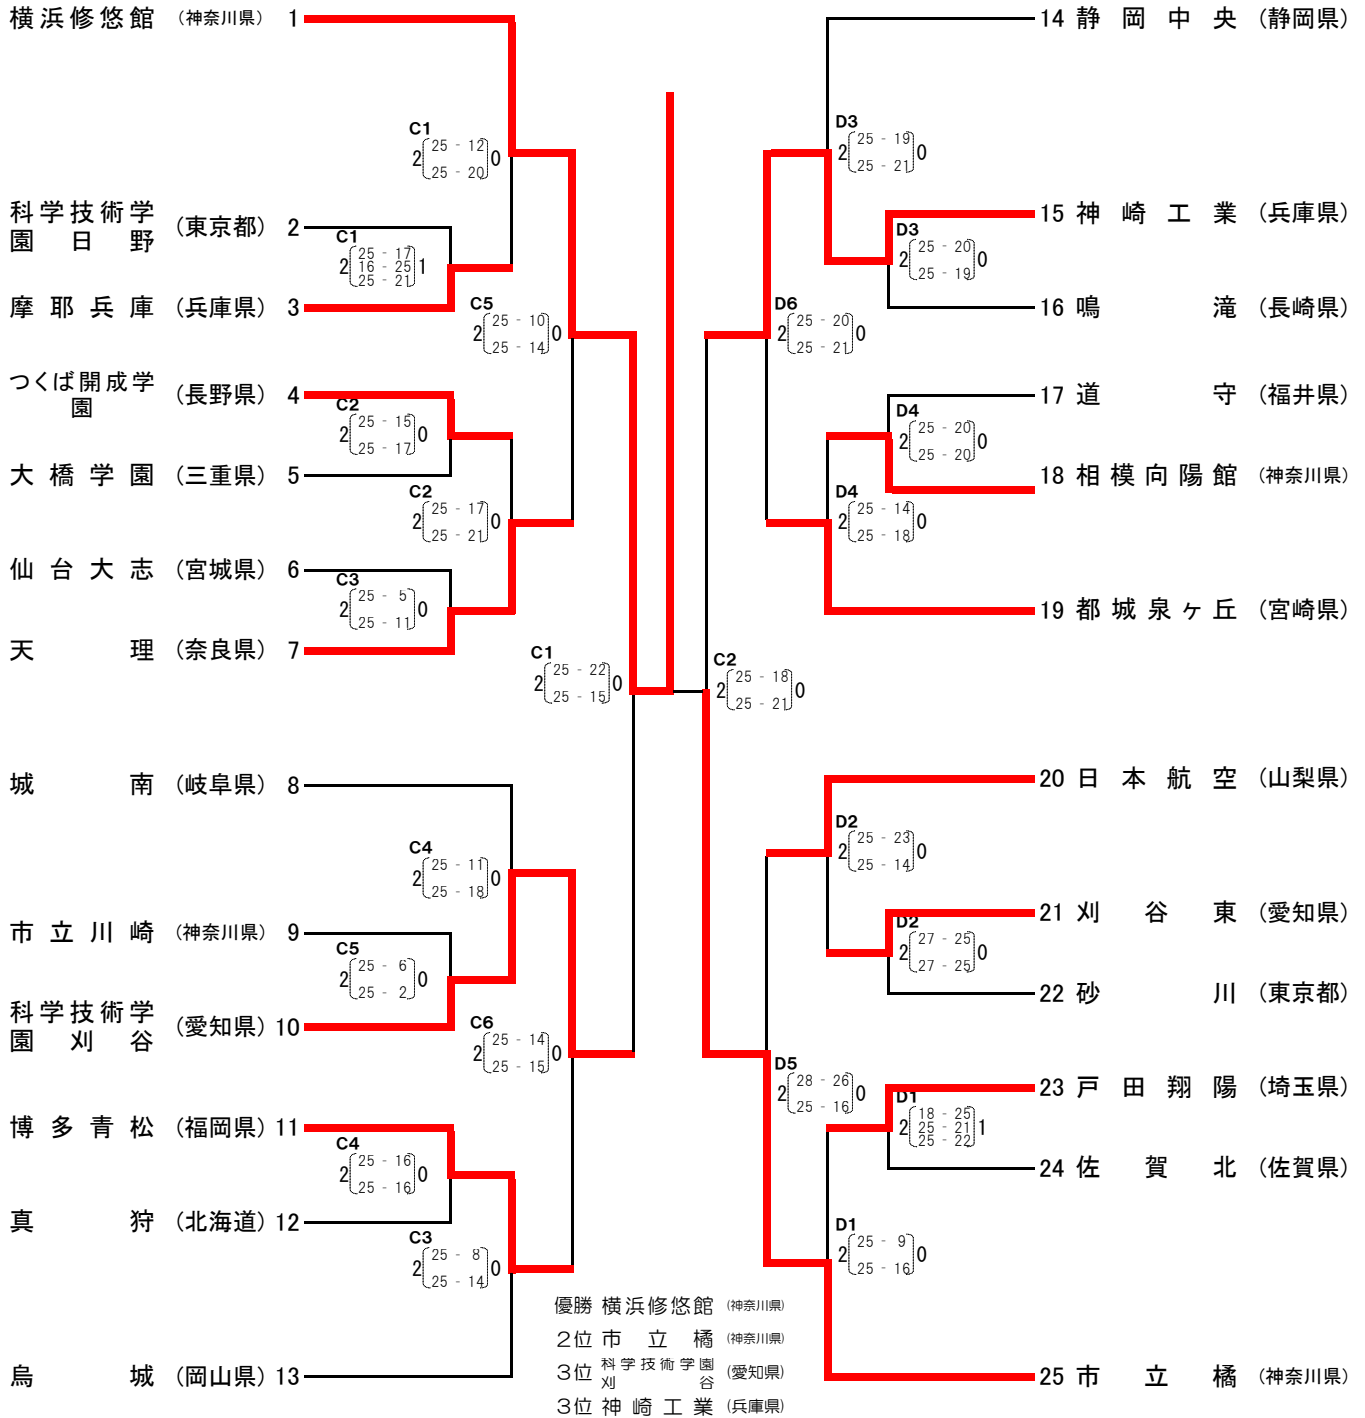 横浜修悠館 (神奈川県) 1
C1
2 25 - 12 0
25 - 20
科学技術学
園日野 (東京都) 2
C1
25 - 17
2 16 - 25 1
25 - 21
摩耶兵庫 (兵庫県) 3
C5
2 25 - 10 0
25 - 14
つくば開成学
園 (長野県) 4
C2
2 25 - 15 0
25 - 17
大橋学園 (三重県) 5
C2
2 25 - 17 0
25 - 21
仙台大志 (宮城県) 6
C3
2 25 - 5 0
25 - 11
天理 (奈良県) 7
C1
2 25 - 22 0
25 - 15
城南 (岐阜県) 8
C4
2 25 - 11 0
25 - 18
市立川崎 (神奈川県) 9
C5
2 25 - 6 0
25 - 2
科学技術学
園刈谷 (愛知県) 10
C6
2 25 - 14 0
25 - 15
博多青松 (福岡県) 11
C4
2 25 - 16 0
25 - 16
真狩 (北海道) 12
C3
2 25 - 8 0
25 - 14
烏城 (岡山県) 13
14 静岡中央 (静岡県)
D3
2 25 - 19 0
25 - 21
15 神崎工業 (兵庫県)
D3
2 25 - 20 0
25 - 19
16 鳴滝 (長崎県)
D6
2 25 - 20 0
25 - 21
17 道守 (福井県)
D4
2 25 - 20 0
25 - 20
18 相模向陽館 (神奈川県)
D4
2 25 - 14 0
25 - 18
19 都城泉ヶ丘 (宮崎県)
C2
2 25 - 18 0
25 - 21
20 日本航空 (山梨県)
D2
2 25 - 23 0
25 - 14
21 刈谷東 (愛知県)
D2
2 27 - 25 0
27 - 25
22 砂川 (東京都)
D5
2 28 - 26 0
25 - 16
23 戸田翔陽 (埼玉県)
D1
18 - 25
2 25 - 21 1
25 - 22
24 佐賀北 (佐賀県)
D1
2 25 - 9 0
25 - 16
25 市立橘 (神奈川県)
優勝 横浜修悠館 (神奈川県)
2位 市立橘 (神奈川県)
3位 科学技術学園
刈谷 (愛知県)
3位 神崎工業 (兵庫県)